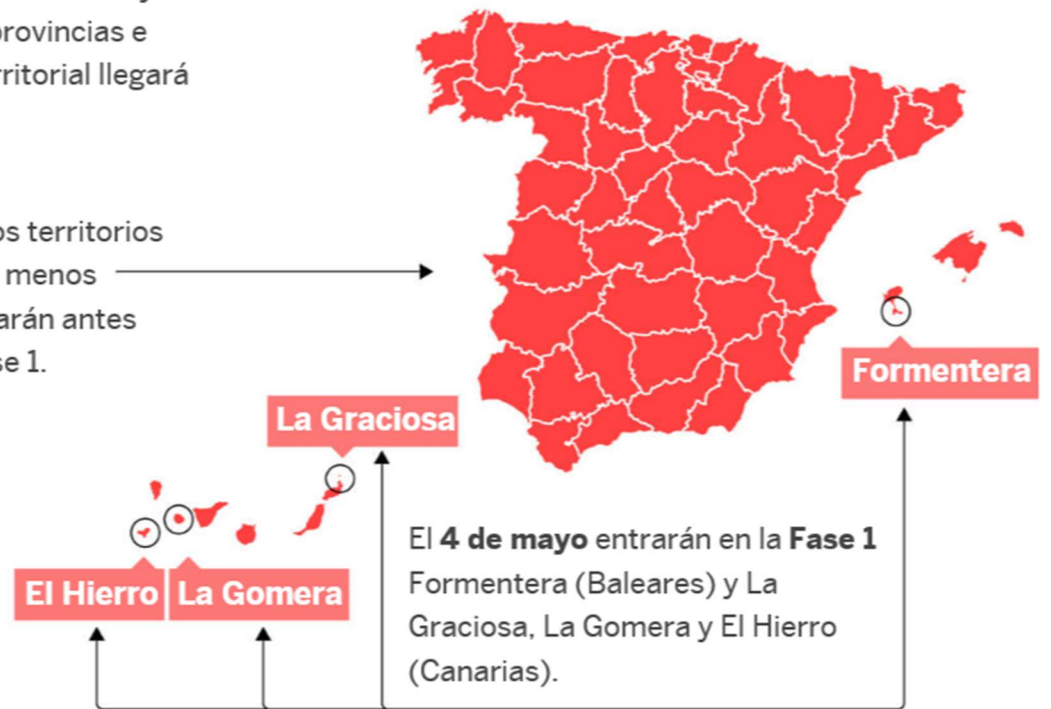 provincias e
rritorial llegará
os territorios
menos
arán antes
se 1.
Formentera
La Graciosa
El Hierro
La Gomera
El 4 de mayo entrarán en la Fase 1
Formentera (Baleares) y La
Graciosa, La Gomera y El Hierro
(Canarias).